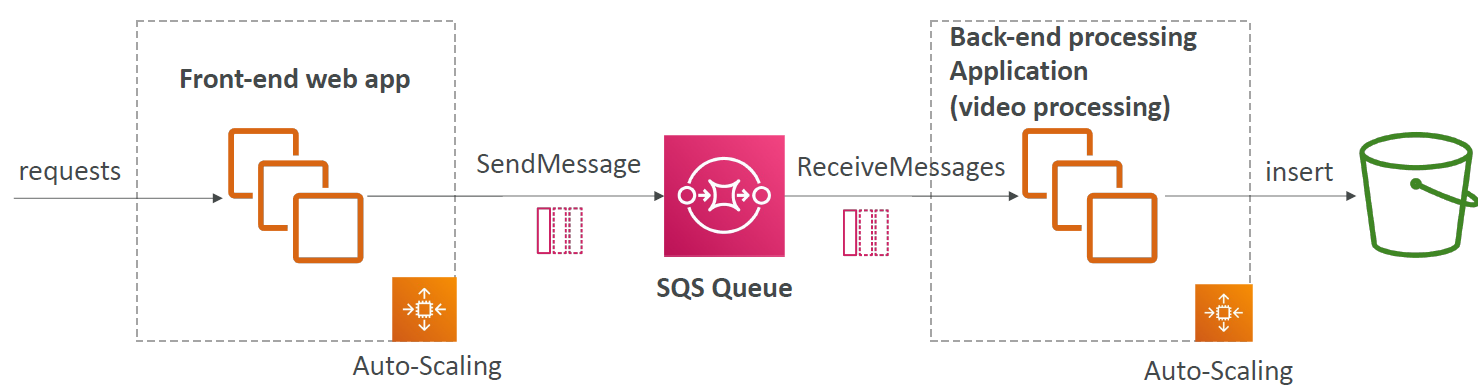 requests
Front-end web app
Auto-Scaling
SendMessage
SQS Queue
ReceiveMessages
Back-end processing
Application
(video processing)
Auto-Scaling
insert